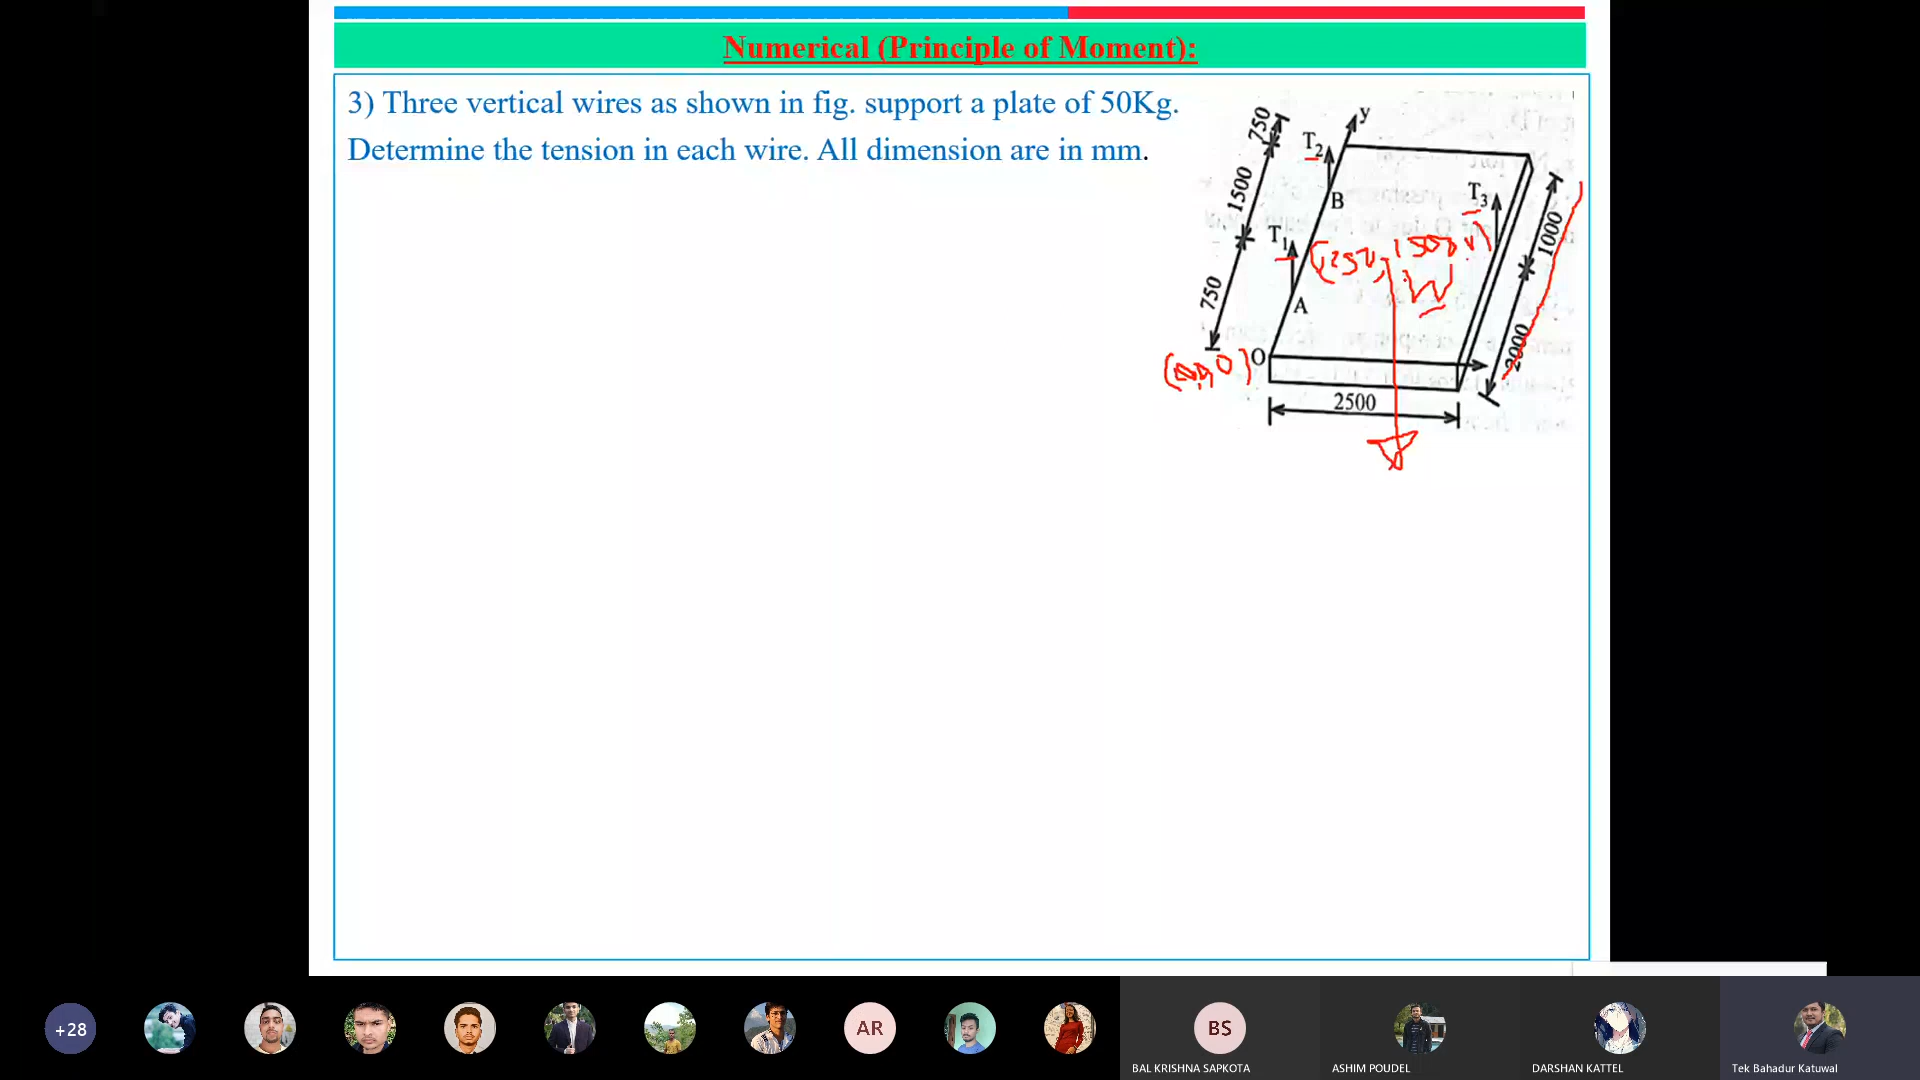 Numerical (Principle of Moment):
3) Three vertical wires as shown in fig. support a plate of 50Kg.
Determine the tension in each wire. All dimension are in mm.
750
y
T2
1500
B
T3
1000
T1
W
750
A
2000
O
2500
+28
AR
BS
BAL KRISHNA SAPKOTA
ASHIM POUDEL
DARSHAN KATTEL
Tek Bahadur Katuwal